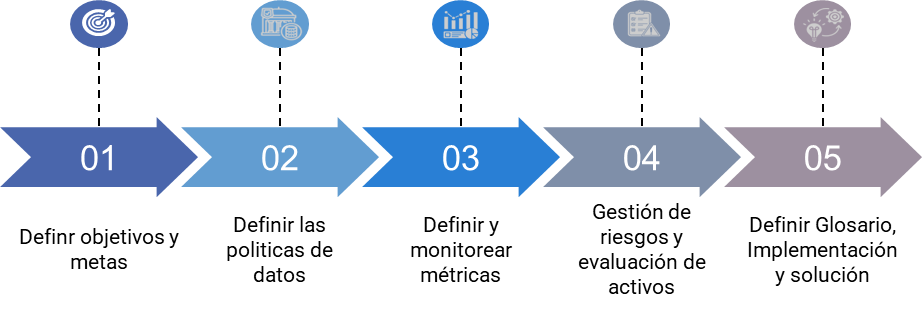 01
02
03
04
05
Definr objetivos y
metas
Definir las
politicas de
datos
Definir y
monitorear
métricas
Gestión de
riesgos y
evaluación de
activos
Definir Glosario,
Implementación
y solución